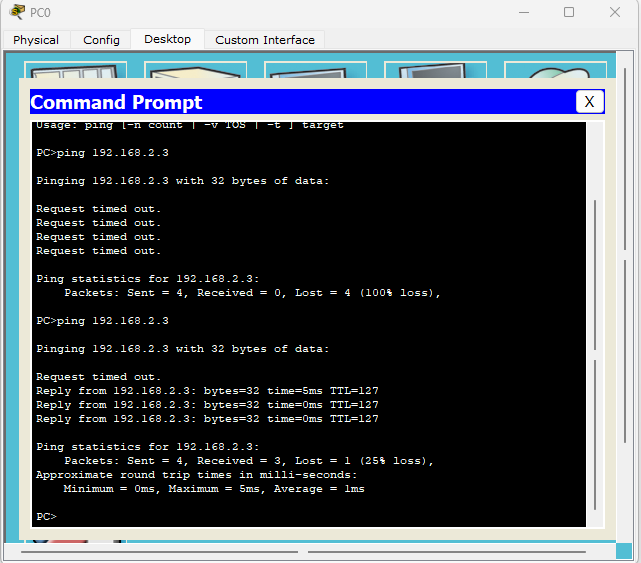 PC0
Physical Config Desktop Custom Interface
Command Prompt
X
Usage: ping [-n count | -v TOS | -t ] target
PC>ping 192.168.2.3
Pinging 192.168.2.3 with 32 bytes of data:
Request timed out.
Request timed out.
Request timed out.
Request timed out.
Ping statistics for 192.168.2.3:
Packets: Sent = 4, Received = 0, Lost = 4 (100% loss),
PC>ping 192.168.2.3
Pinging 192.168.2.3 with 32 bytes of data:
Request timed out.
Reply from 192.168.2.3: bytes=32 time=5ms TTL=127
Reply from 192.168.2.3: bytes=32 time=0ms TTL=127
Reply from 192.168.2.3: bytes=32 time=0ms TTL=127
Ping statistics for 192.168.2.3:
Packets: Sent = 4, Received = 3, Lost = 1 (25% loss),
Approximate round trip times in milli-seconds:
Minimum = 0ms, Maximum = 5ms, Average = 1ms
PC>